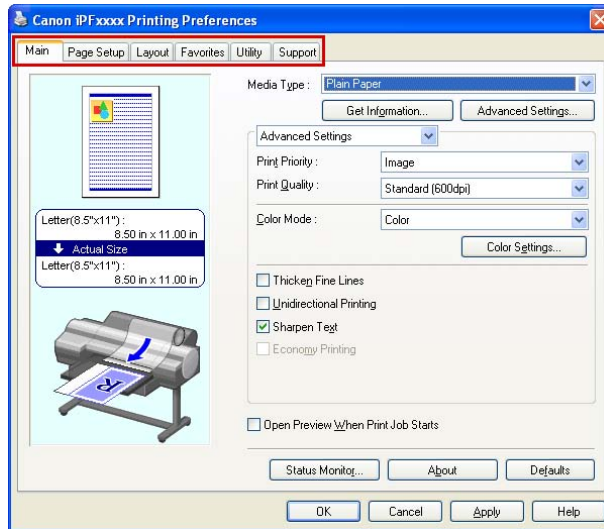 Canon iPFxxxx Printing Preferences
Main Page Setup Layout Favorites Utility Support
Media Type : Plain Paper
Get Information... Advanced Settings...
Advanced Settings
Print Priority : Image
Print Quality : Standard (600dpi)
Color Mode : Color
Color Settings...
Letter(8.5"x11") :
8.50 in x 11.00 in
Actual Size
Letter(8.5"x11") :
8.50 in x 11.00 in
Thicken Fine Lines
Unidirectional Printing
Sharpen Text
Economy Printing
R
Open Preview When Print Job Starts
Status Monitor... About Defaults
OK Cancel Apply Help